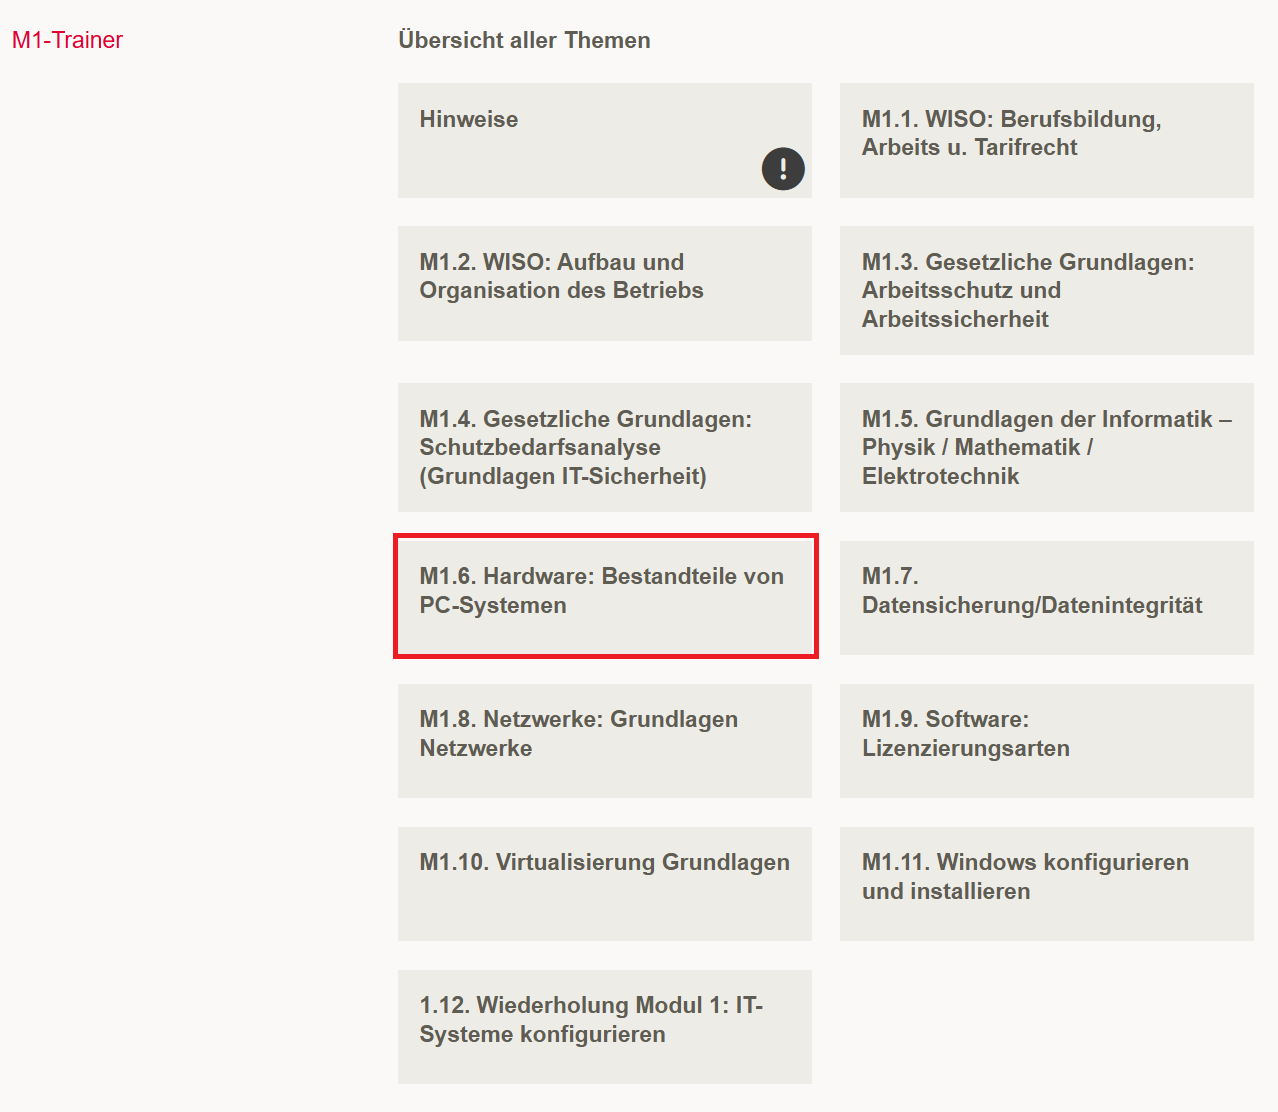 M1-Trainer
Übersicht aller Themen
Hinweise
M1.1. WISO: Berufsbildung,
Arbeits u. Tarifrecht
M1.2. WISO: Aufbau und
Organisation des Betriebs
M1.3. Gesetzliche Grundlagen:
Arbeitsschutz und
Arbeitssicherheit
M1.4. Gesetzliche Grundlagen:
Schutzbedarfsanalyse
(Grundlagen IT-Sicherheit)
M1.5. Grundlagen der Informatik –
Physik / Mathematik /
Elektrotechnik
M1.6. Hardware: Bestandteile von
PC-Systemen
M1.7.
Datensicherung/Datenintegrität
M1.8. Netzwerke: Grundlagen
Netzwerke
M1.9. Software:
Lizenzierungsarten
M1.10. Virtualisierung Grundlagen
M1.11. Windows konfigurieren
und installieren
1.12. Wiederholung Modul 1: IT-
Systeme konfigurieren